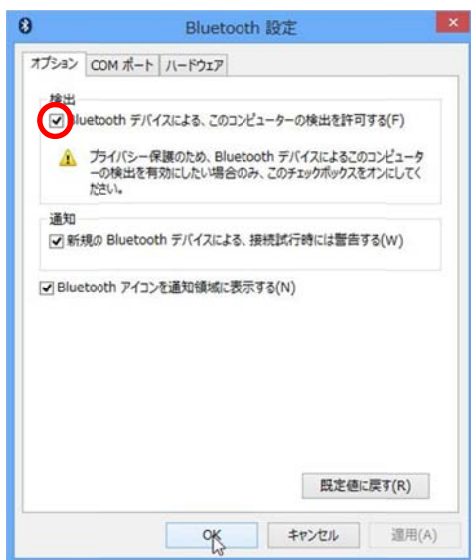 Bluetooth 設定
オプション COM ポート ハードウェア
検出
Bluetooth デバイスによる、このコンピューターの検出を許可する(F)
プライバシー保護のため、Bluetooth デバイスによるこのコンピュータ
ーの検出を有効にしたい場合のみ、このチェックボックスをオンにしてく
ださい。
通知
新規の Bluetooth デバイスによる、接続試行時には警告する(W)
Bluetooth アイコンを通知領域に表示する(N)
既定値に戻す(R)
OK キャンセル 適用(A)